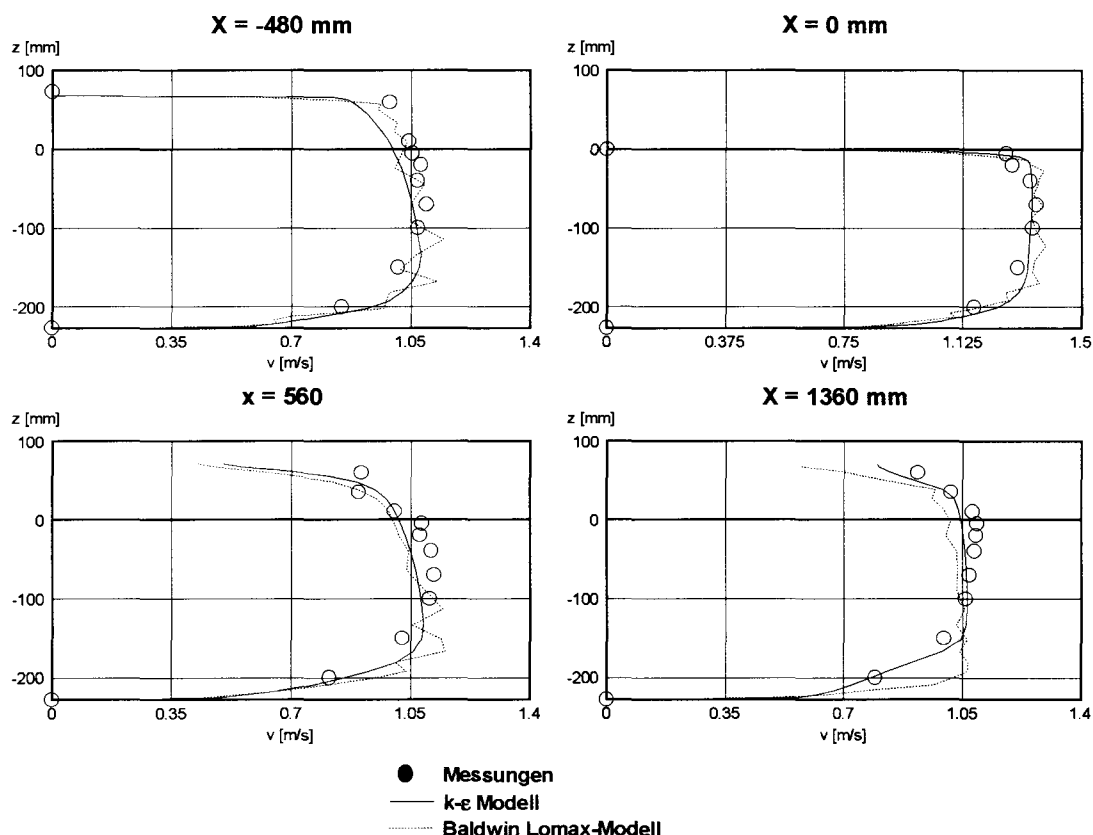 X = -480 mm
X = 0 mm
z [mm]
z [mm]
100
0
-100
-200
0
0.35
0.7
1.05
1.4
v [m/s]
100
0
-100
-200
0
0.375
0.75
1.125
1.5
v [m/s]
x = 560
X = 1360 mm
z [mm]
z [mm]
100
0
-100
-200
0
0.35
0.7
1.05
1.4
v [m/s]
100
0
-100
-200
0
0.35
0.7
1.05
1.4
v [m/s]
Messungen
k-ε Modell
Baldwin Lomax-Modell